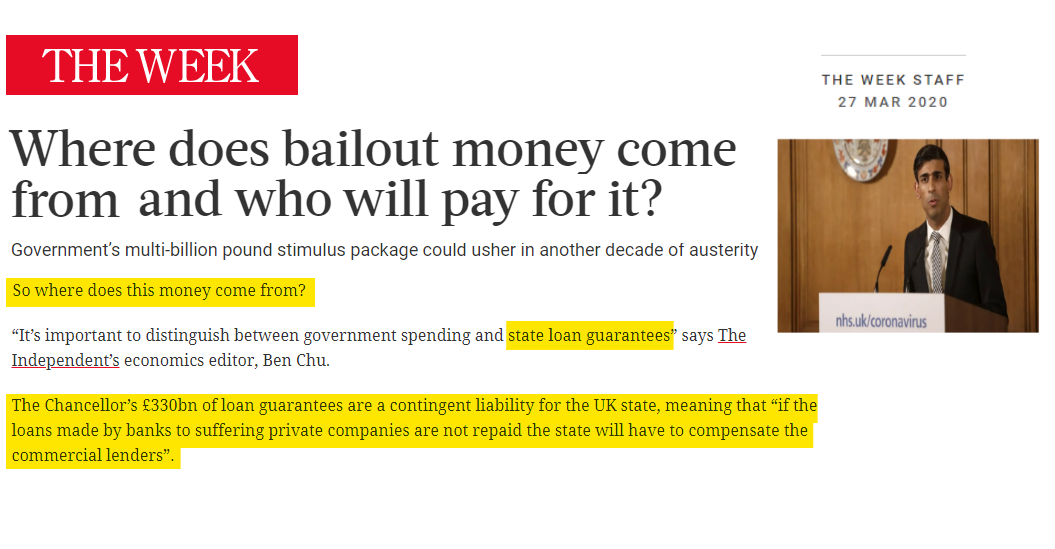 THE WEEK
THE WEEK STAFF
27 MAR 2020
Where does bailout money come
from and who will pay for it?
Government’s multi-billion pound stimulus package could usher in another decade of austerity
So where does this money come from?
“It’s important to distinguish between government spending and state loan guarantees” says The
Independent’s economics editor, Ben Chu.
The Chancellor’s £330bn of loan guarantees are a contingent liability for the UK state, meaning that “if the
loans made by banks to suffering private companies are not repaid the state will have to compensate the
commercial lenders”.
nhs.uk/coronavirus